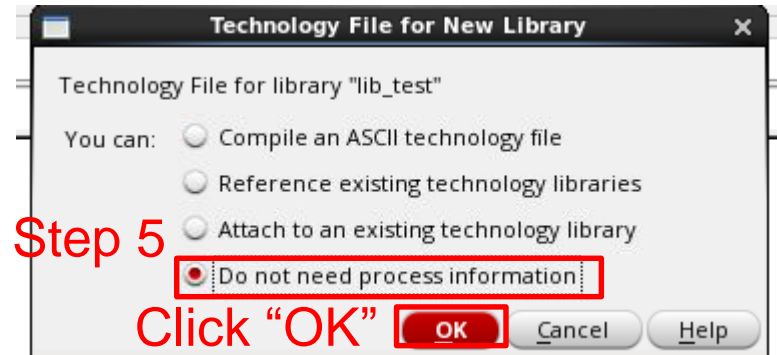 Technology File for New Library
Technology File for library "lib_test"
You can: Compile an ASCII technology file
Reference existing technology libraries
Attach to an existing technology library
Step 5
Do not need process information
Click “OK” OK Cancel Help